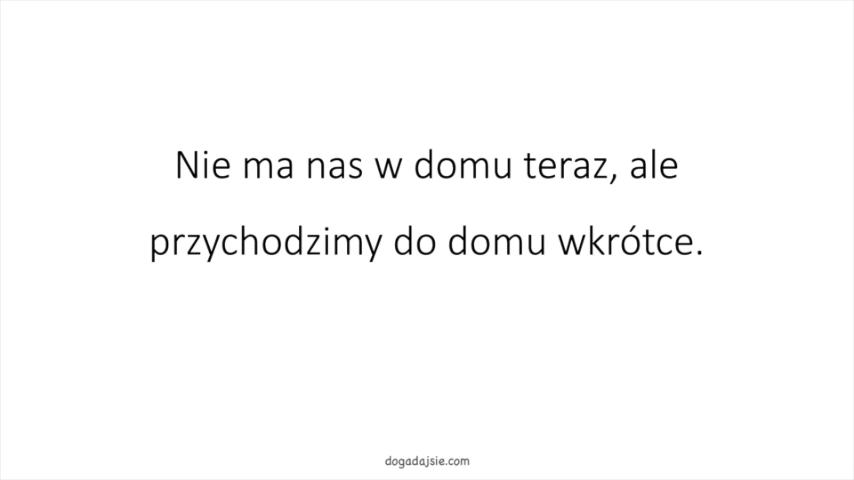 Nie ma nas w domu teraz, ale
przychodzimy do domu wkrótce.
dogadajsie.com